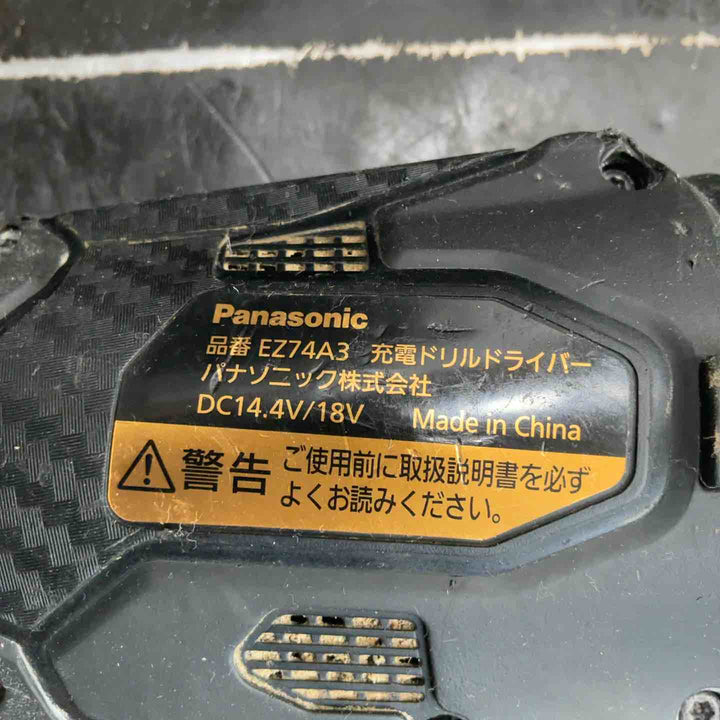 Panasonic
品番 EZ74A3 充電ドリルドライバー
パナソニック株式会社
DC14.4V/18V Made in China
警告 ご使用前に取扱説明書を必ず
よくお読みください。